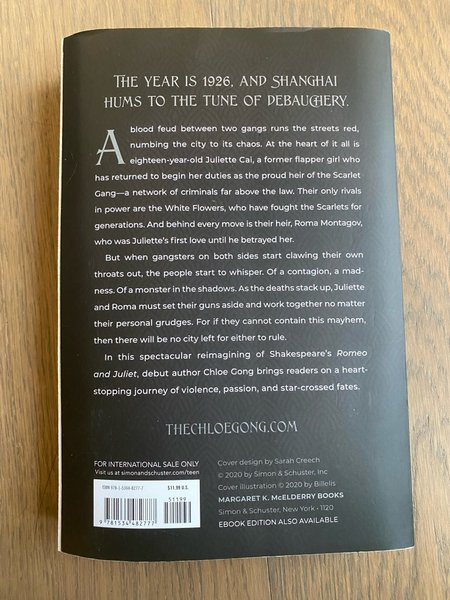 THE YEAR IS 1926, AND SHANGHAI
HUMS TO THE TUNE OF DEBAUCHERY.
A blood feud between two gangs runs the streets red,
numbing the city to its chaos. At the heart of it all is
eighteen-year-old Juliette Cai, a former flapper girl who
has returned to begin her duties as the proud heir of the Scarlet
Gang—a network of criminals far above the law. Their only rivals
in power are the White Flowers, who have fought the Scarlets for
generations. And behind every move is their heir, Roma Montagov,
who was Juliette's first love until he betrayed her.
But when gangsters on both sides start clawing their own
throats out, the people start to whisper. Of a contagion, a mad-
ness. Of a monster in the shadows. As the deaths stack up, Juliette
and Roma must set their guns aside and work together no matter
their personal grudges. For if they cannot contain this mayhem,
then there will be no city left for either to rule.
In this spectacular reimagining of Shakespeare's Romeo
and Juliet, debut author Chloe Gong brings readers on a heart-
stopping journey of violence, passion, and star-crossed fates.
THECHLOEGONG.COM
FOR INTERNATIONAL SALE ONLY
Visit us at simonandschuster.com/teen
ISBN 978-1-5344-8277-7 $11.99 U.S.
51199
9 781534 482777
Cover design by Sarah Creech
© 2020 by Simon & Schuster, Inc
Cover illustration © 2020 by Billelis
MARGARET K. McELDERRY BOOKS
Simon & Schuster, New York • 1120
EBOOK EDITION ALSO AVAILABLE